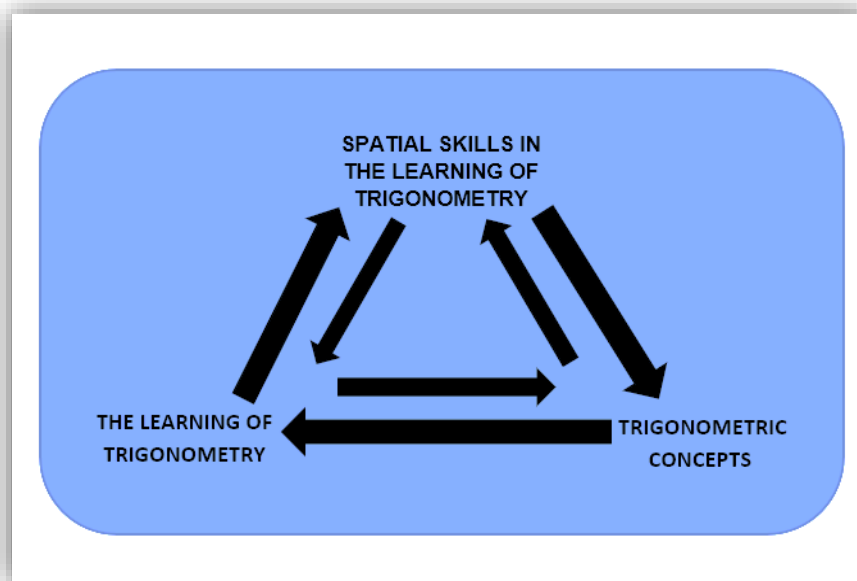 SPATIAL SKILLS IN
THE LEARNING OF
TRIGONOMETRY
THE LEARNING OF
TRIGONOMETRY
TRIGONOMETRIC
CONCEPTS